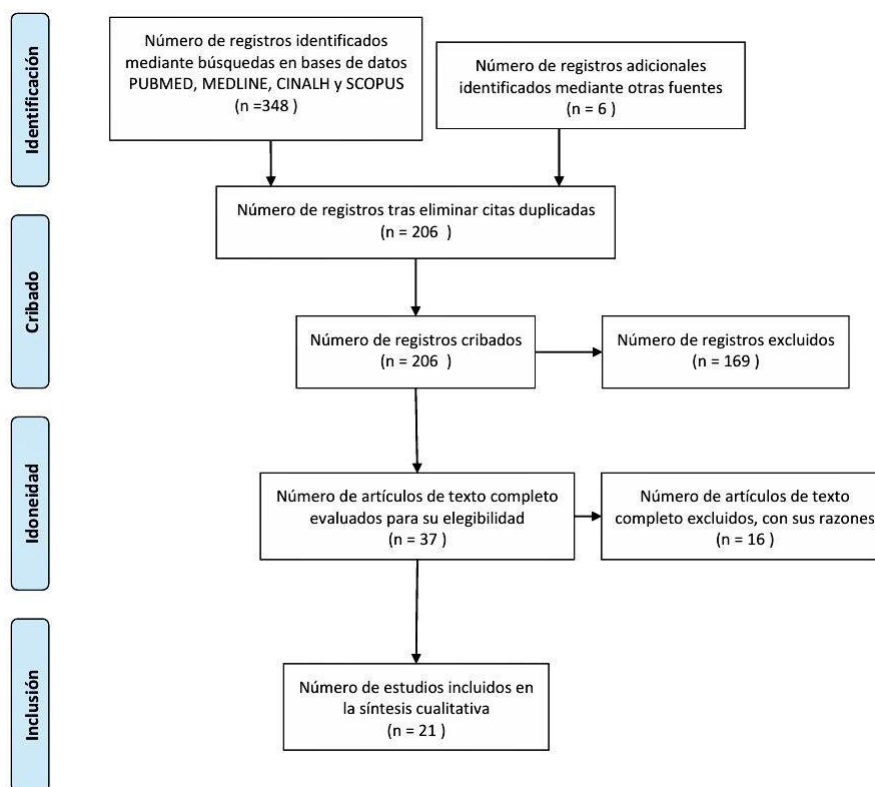 Identificación
Número de registros identificados
mediante búsquedas en bases de datos
PUBMED, MEDLINE, CINALH y SCOPUS
(n =348 )
Número de registros adicionales
identificados mediante otras fuentes
(n = 6 )
Número de registros tras eliminar citas duplicadas
(n = 206 )
Cribado
Número de registros cribados
(n = 206 )
Número de registros excluidos
(n = 169 )
Idoneidad
Número de artículos de texto completo
evaluados para su elegibilidad
(n = 37 )
Número de artículos de texto
completo excluidos, con sus razones
(n = 16 )
Inclusión
Número de estudios incluidos en
la síntesis cualitativa
(n = 21 )